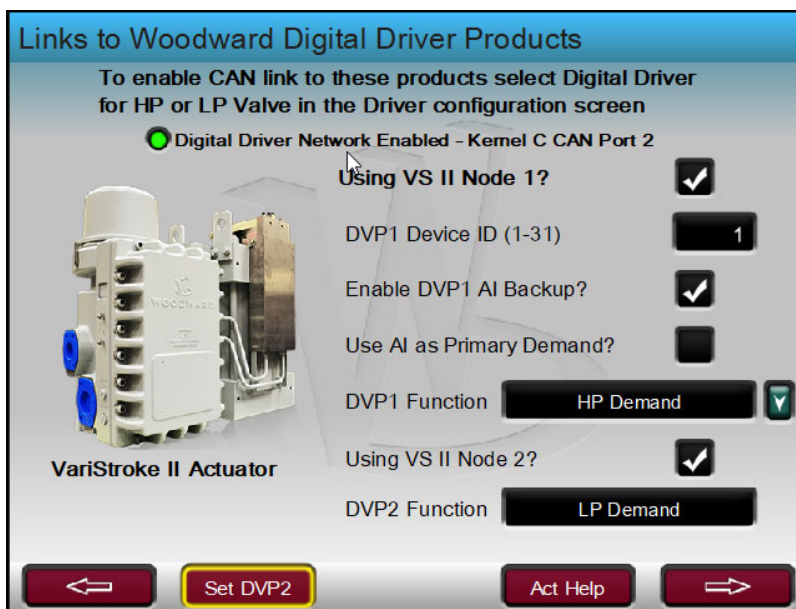 Links to Woodward Digital Driver Products
To enable CAN link to these products select Digital Driver
for HP or LP Valve in the Driver configuration screen
Digital Driver Network Enabled - Kernel C CAN Port 2
Using VS II Node 1?
DVP1 Device ID (1-31) 1
Enable DVP1 AI Backup?
Use AI as Primary Demand?
DVP1 Function HP Demand
WOODWARD
VariStroke II Actuator
Using VS II Node 2?
DVP2 Function LP Demand
Set DVP2
Act Help